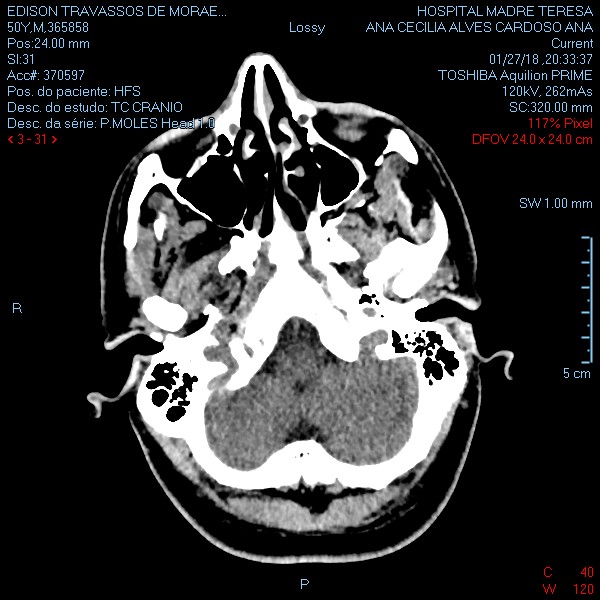 EDISON TRAVASSOS DE MORAE...
50Y,M,365858
Pos:24.00 mm
SI:31
Acc#: 370597
Pos. do paciente: HFS
Desc. do estudo: TC CRANIO
Desc. da série: P.MOLES Head 1.0
< 3 - 31 >
Lossy
HOSPITAL MADRE TERESA
ANA CECILIA ALVES CARDOSO ANA
Current
01/27/18 ,20:33:37
TOSHIBA Aquilion PRIME
120kV, 262mAs
SC:320.00 mm
117% Pixel
DFOV 24.0 x 24.0 cm
SW 1.00 mm
R
5 cm
P
C 40
W 120